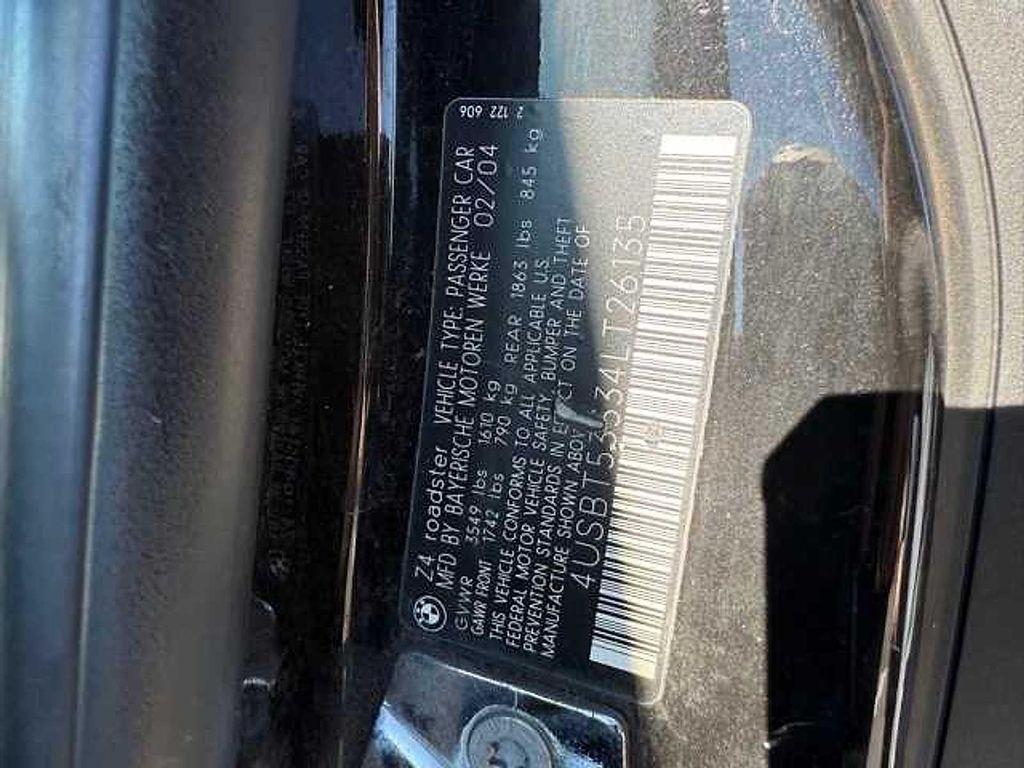 Z4 roadster VEHICLE TYPE: PASSENGER CAR
MFD BY BAYERISCHE MOTOREN WERKE 02/04
GVWR 3549 lbs 1610 kg
GAWR FRONT 1742 lbs 790 kg REAR 1863 lbs 845 kg
THIS VEHICLE CONFORMS TO ALL APPLICABLE U.S.
FEDERAL MOTOR VEHICLE SAFETY, BUMPER AND THEFT
PREVENTION STANDARDS IN EFFECT ON THE DATE OF
MANUFACTURE SHOWN ABOVE.
4USBT53534LT26135
2 122 606